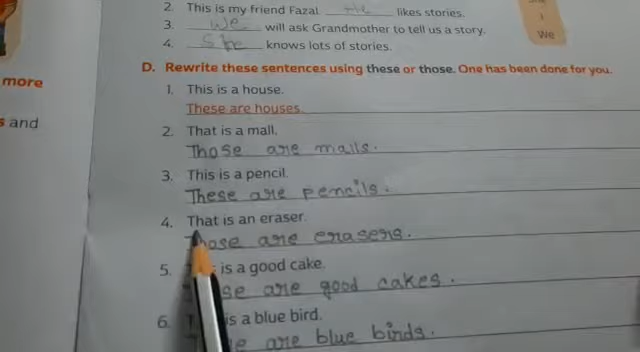 2. This is my friend Fazal. He likes stories.
3. We will ask Grandmother to tell us a story.
4. She knows lots of stories.
I
We
more
s and
D. Rewrite these sentences using these or those. One has been done for you.
1. This is a house.
These are houses.
2. That is a mall.
Those are malls.
3. This is a pencil.
These are pencils.
4. That is an eraser.
Those are erasers.
5. is a good cake.
se are good cakes.
6. is a blue bird.
e are blue birds.